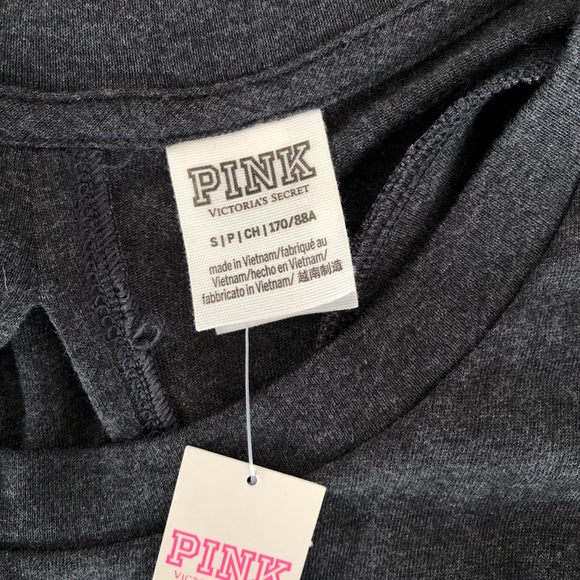 PINK
VICTORIA'S SECRET
S | P | CH | 170/88A
made in Vietnam/fabriqué au
Vietnam/hecho en Vietnam/
fabbricato in Vietnam/ 越南制造
PINK